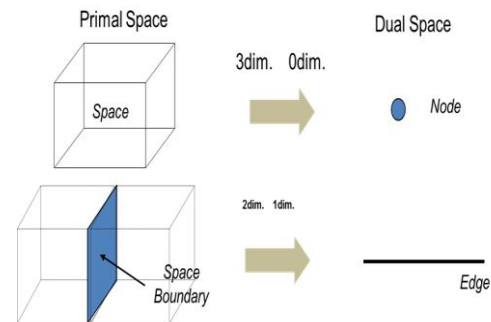 Primal Space
Dual Space
3dim. 0dim.
Space
Node
2dim. 1dim.
Space
Boundary
Edge